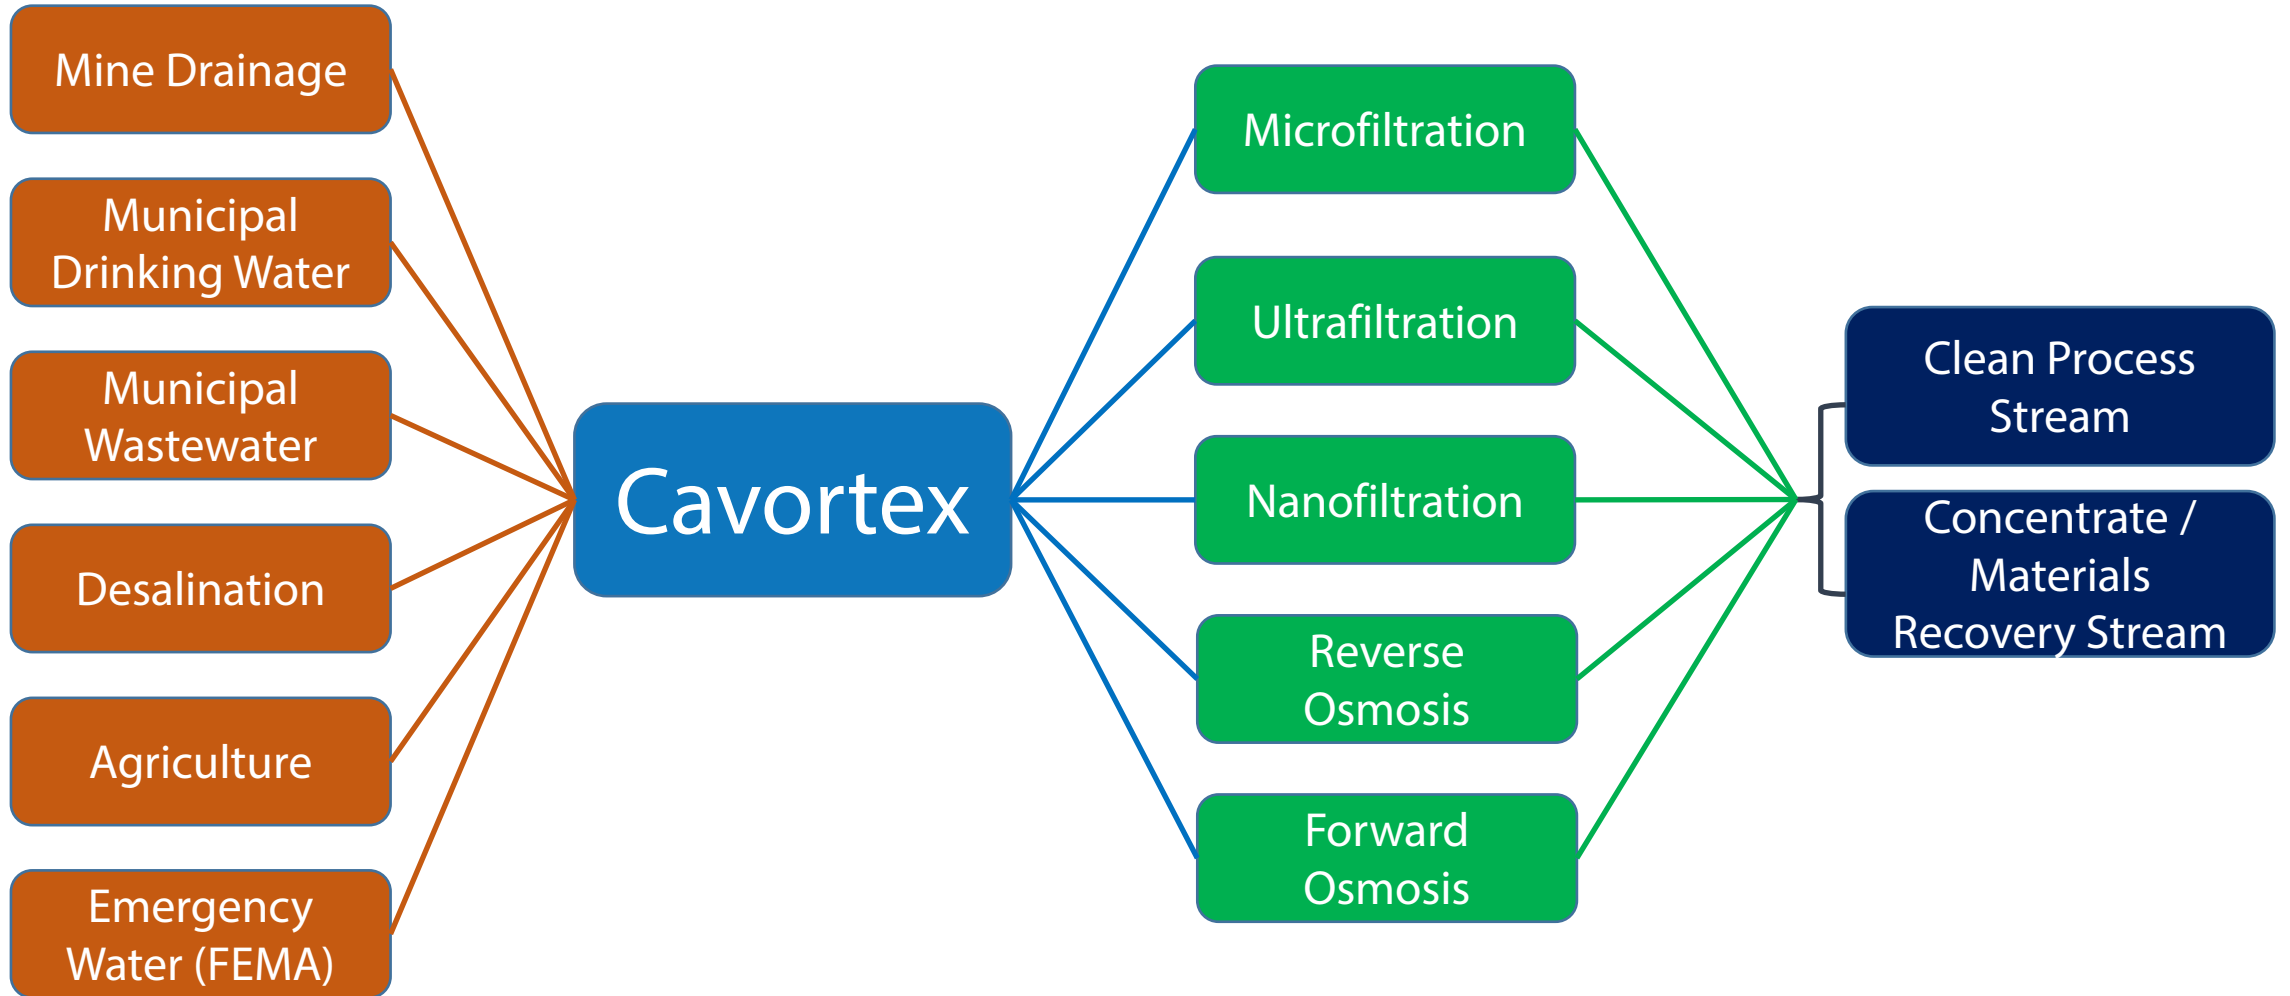 Mine Drainage
Municipal
Drinking Water
Municipal
Wastewater
Desalination
Agriculture
Emergency
Water (FEMA)
Cavortex
Microfiltration
Ultrafiltration
Nanofiltration
Reverse
Osmosis
Forward
Osmosis
Clean Process
Stream
Concentrate /
Materials
Recovery Stream